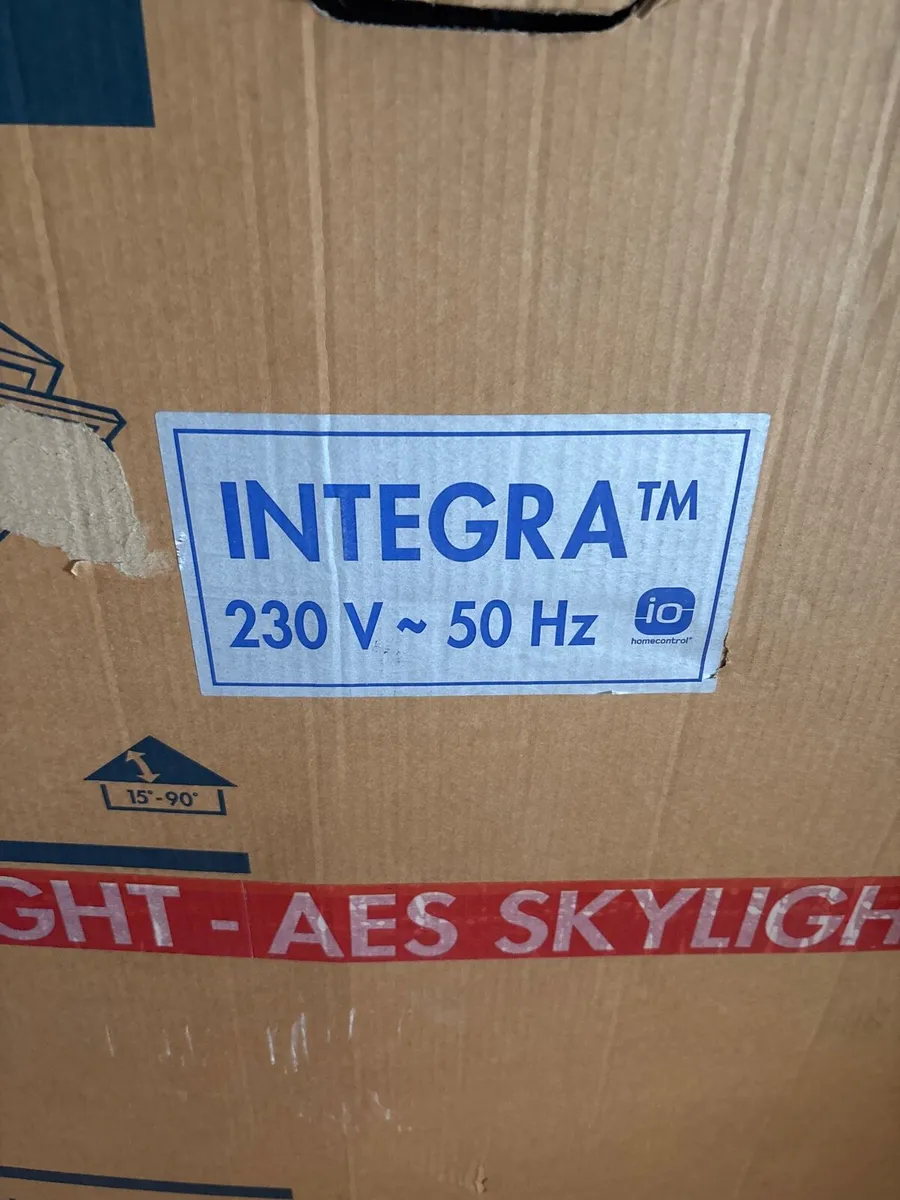 INTEGRA™
230 V ~ 50 Hz
io
homecontrol®
15°-90°
GHT - AES SKYLIGH